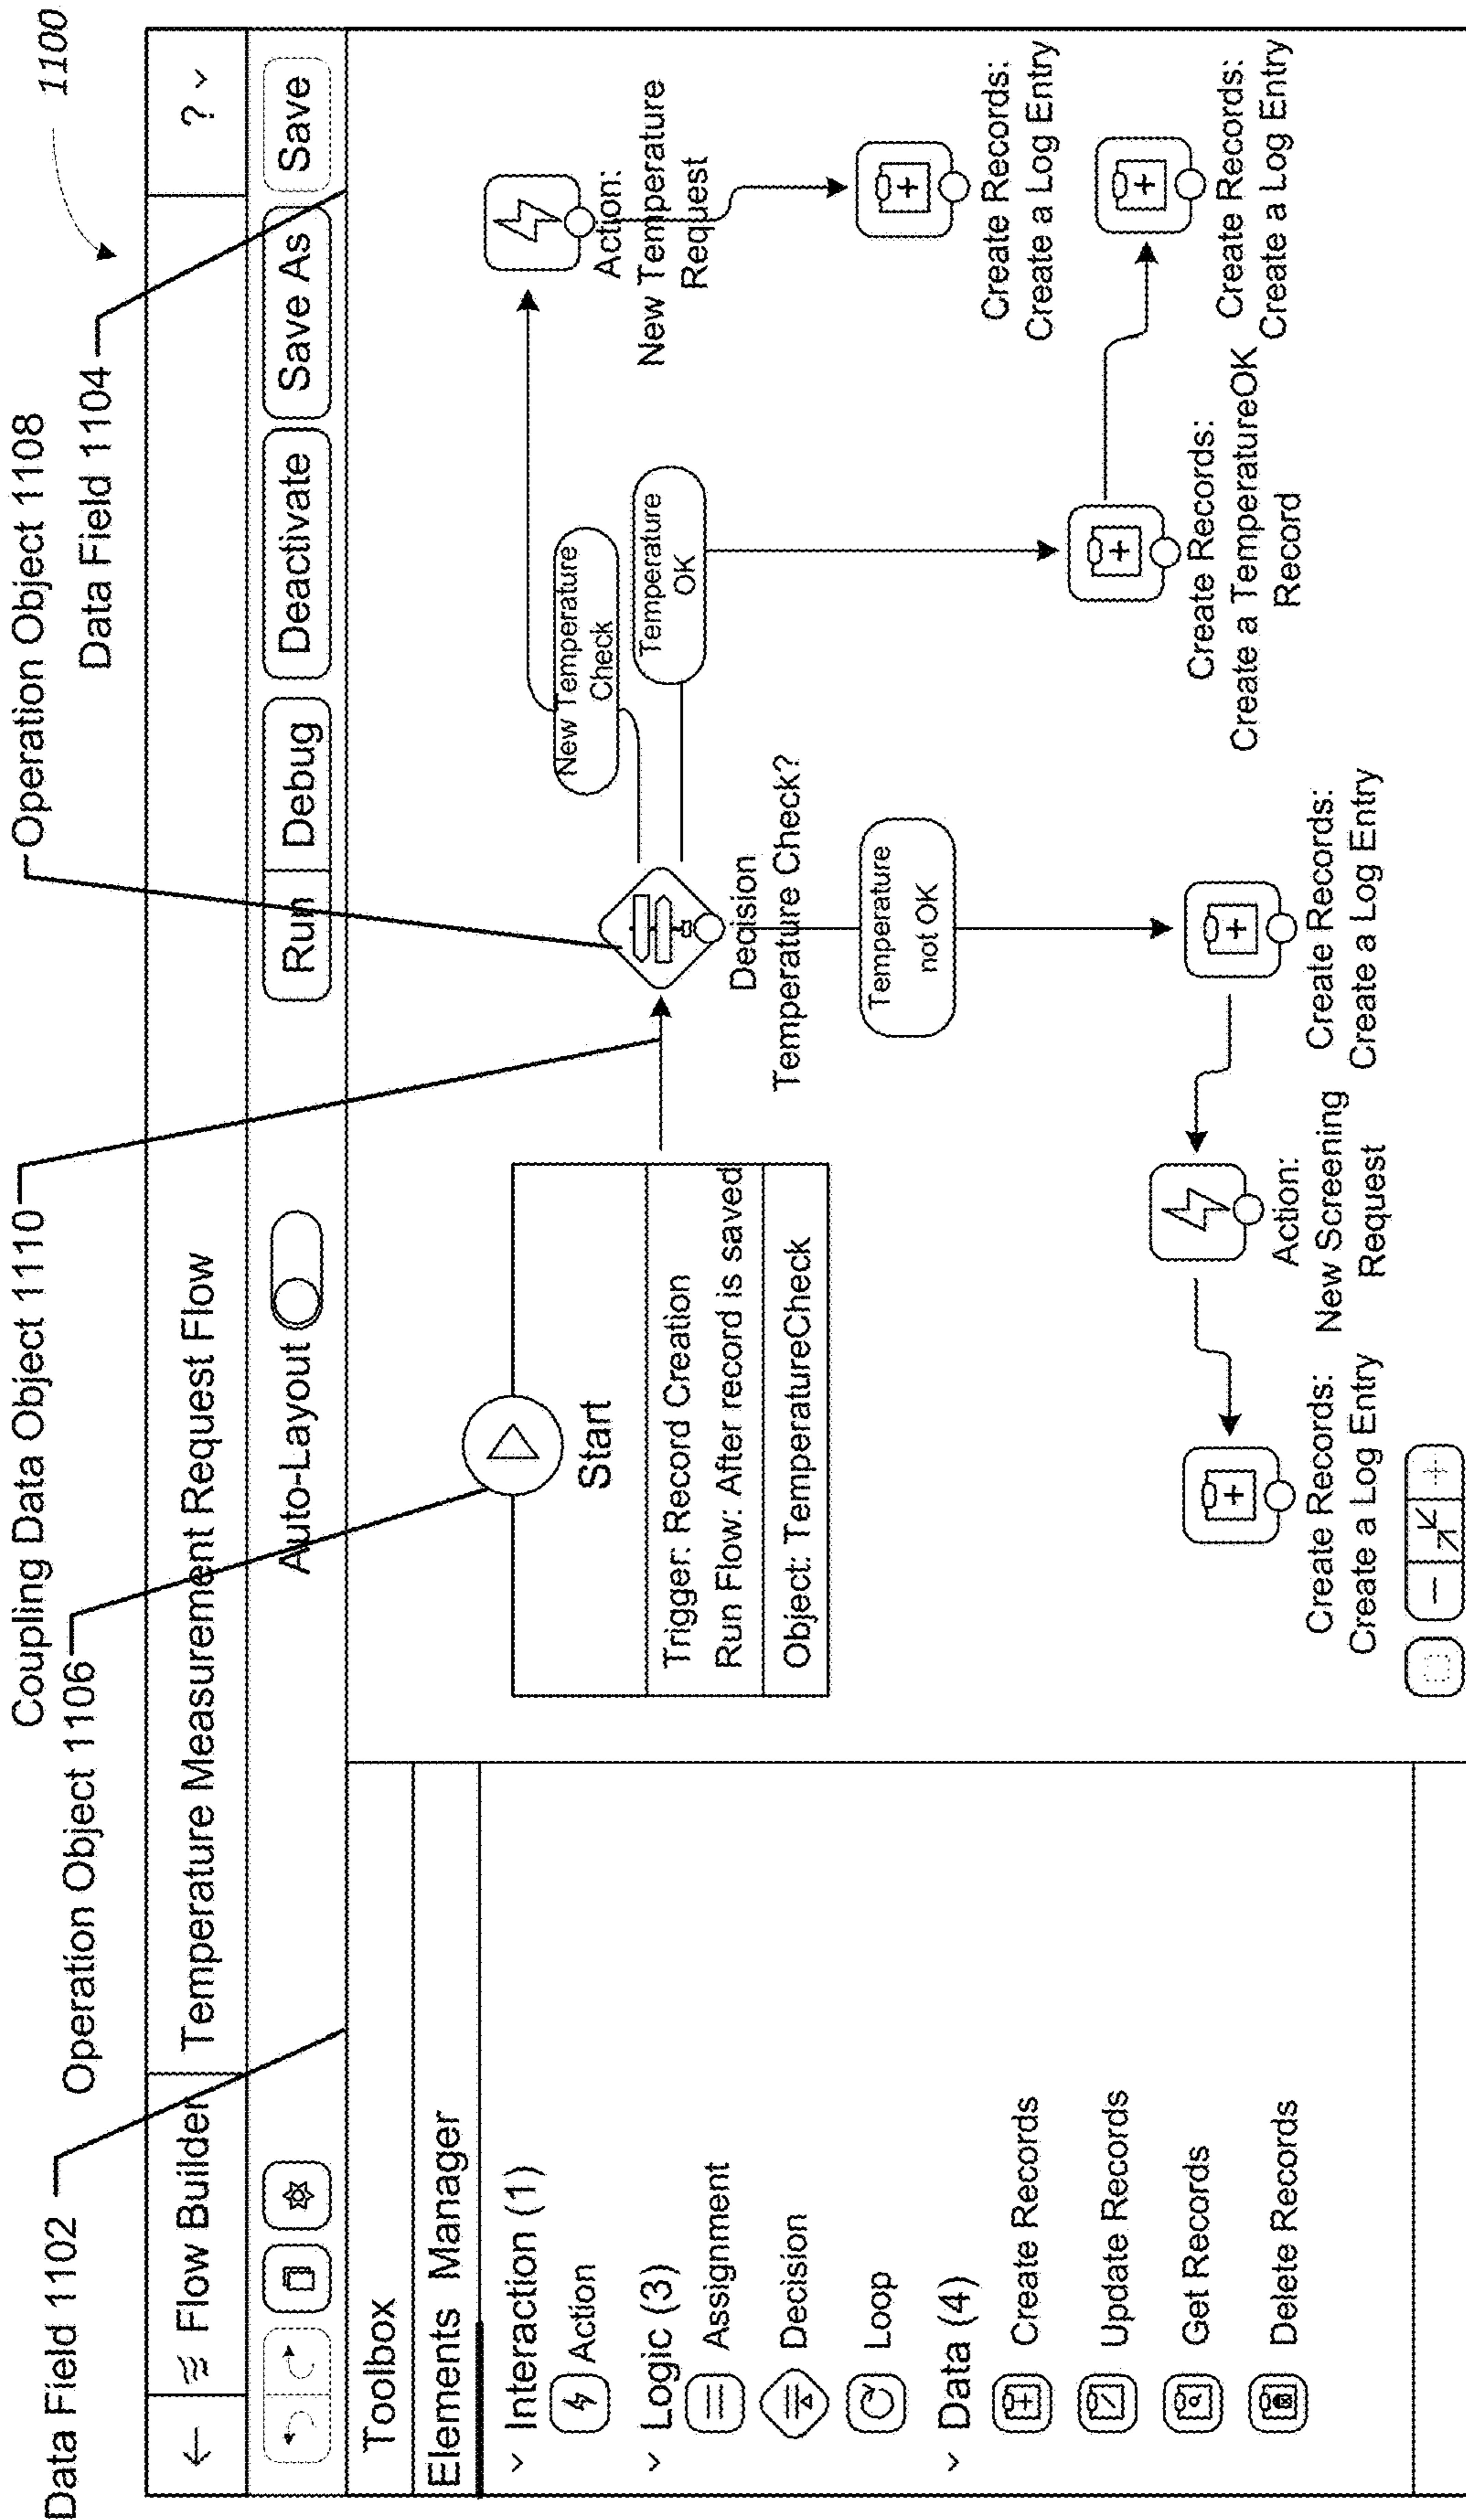 1100
Operation Object 1108
Data Field 1104
Coupling Data Object 1110
Operation Object 1106
Data Field 1102
← Flow Builder
Temperature Measurement Request Flow
?
Auto-Layout
Run
Debug
Deactivate
Save As
Save
Toolbox
Elements Manager
Interaction (1)
Action
Logic (3)
Assignment
Decision
Loop
Data (4)
Create Records
Update Records
Get Records
Delete Records
Start
Trigger: Record Creation
Run Flow: After record is saved
Object: TemperatureCheck
Decision
Temperature Check?
New Temperature
Check
Temperature
OK
Temperature
not OK
Action:
New Temperature
Request
Create Records:
Create a Log Entry
Create Records:
Create a TemperatureOK
Record
Create Records:
Create a Log Entry
Create Records:
Create a Log Entry
Action:
New Screening
Request
Create Records:
Create a Log Entry